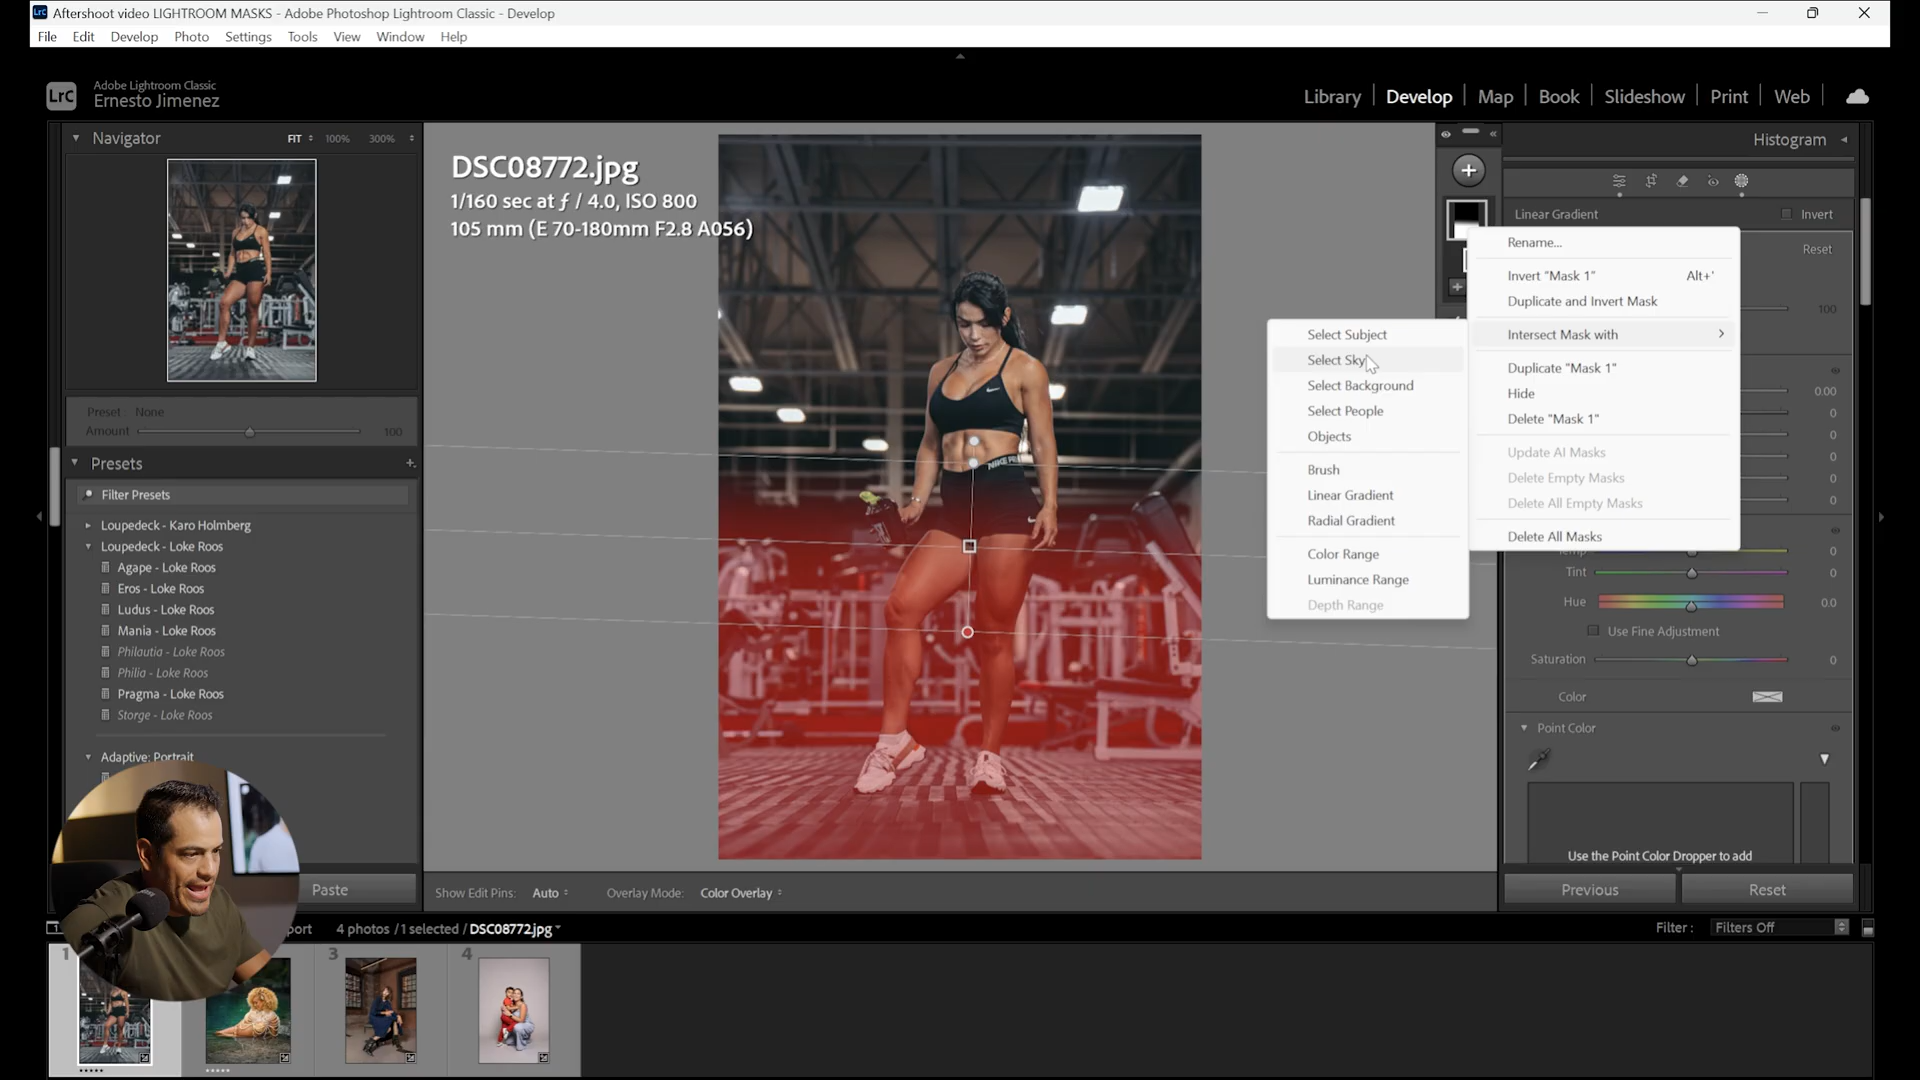 LrC Aftershoot video LIGHTROOM MASKS - Adobe Photoshop Lightroom Classic - Develop
File Edit Develop Photo Settings Tools View Window Help
LrC
Adobe Lightroom Classic
Ernesto Jimenez
Library Develop Map Book Slideshow Print Web
Navigator FIT 100% 300%
Preset: None
Amount 100
Presets
Filter Presets
Loupedeck - Karo Holmberg
Loupedeck - Loke Roos
Agape - Loke Roos
Eros - Loke Roos
Ludus - Loke Roos
Mania - Loke Roos
Philautia - Loke Roos
Philia - Loke Roos
Pragma - Loke Roos
Storge - Loke Roos
Adaptive: Portrait
Paste
DSC08772.jpg
1/160 sec at ƒ / 4.0, ISO 800
105 mm (E 70-180mm F2.8 A056)
NIKE PRO
Select Subject
Select Sky
Select Background
Select People
Objects
Brush
Linear Gradient
Radial Gradient
Color Range
Luminance Range
Depth Range
Rename...
Invert "Mask 1" Alt+'
Duplicate and Invert Mask
Intersect Mask with
Duplicate "Mask 1"
Hide
Delete "Mask 1"
Update AI Masks
Delete Empty Masks
Delete All Empty Masks
Delete All Masks
Histogram
Linear Gradient Invert
Reset
100
0.00
0
0
0
0
0
Temp 0
Tint 0
Hue 0.0
Use Fine Adjustment
Saturation 0
Color
Point Color
Use the Point Color Dropper to add
Previous Reset
Show Edit Pins: Auto Overlay Mode: Color Overlay
1 port 4 photos / 1 selected / DSC08772.jpg
Filter: Filters Off
1 3 4